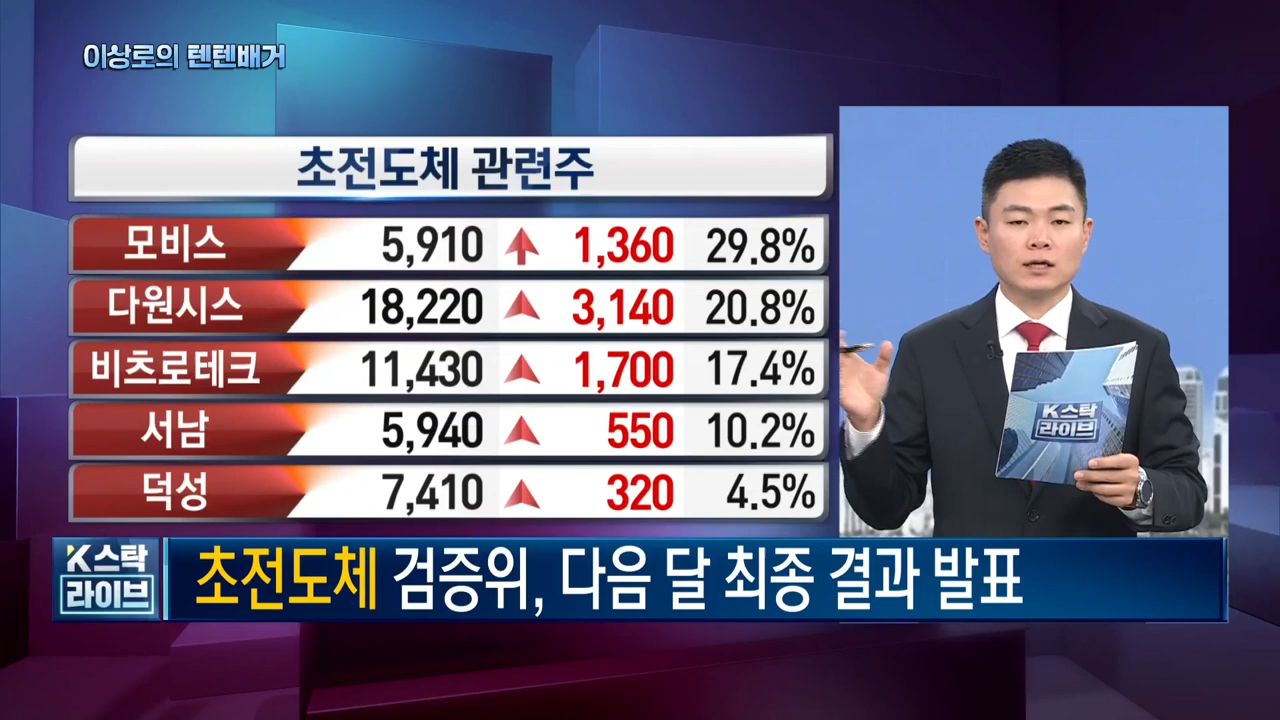 이상로의 텐텐배거
초전도체 관련주
모비스 5,910 1,360 29.8%
다원시스 18,220 3,140 20.8%
비츠로테크 11,430 1,700 17.4%
서남 5,940 550 10.2%
덕성 7,410 320 4.5%
K스탁
라이브
K스탁
라이브
초전도체 검증위, 다음 달 최종 결과 발표